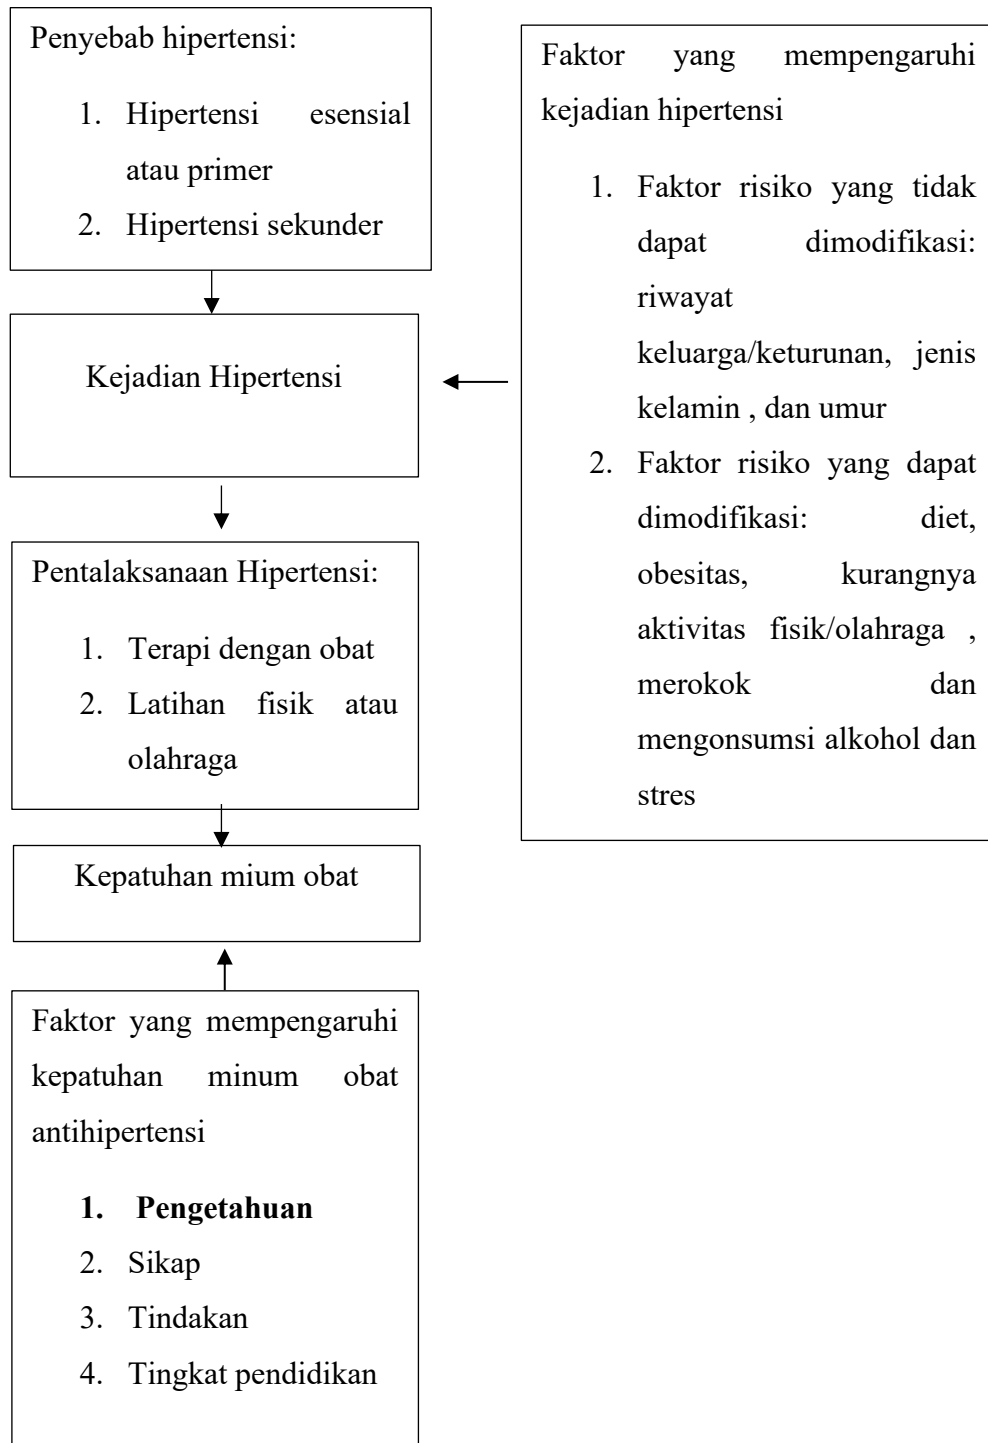 Penyebab hipertensi:
1. Hipertensi esensial
atau primer
2. Hipertensi sekunder
Faktor yang mempengaruhi
kejadian hipertensi
1. Faktor risiko yang tidak
dapat dimodifikasi:
riwayat
keluarga/keturunan, jenis
kelamin , dan umur
2. Faktor risiko yang dapat
dimodifikasi: diet,
obesitas, kurangnya
aktivitas fisik/olahraga ,
merokok dan
mengonsumsi alkohol dan
stres
Kejadian Hipertensi
Pentalaksanaan Hipertensi:
1. Terapi dengan obat
2. Latihan fisik atau
olahraga
Kepatuhan mium obat
Faktor yang mempengaruhi
kepatuhan minum obat
antihipertensi
1. Pengetahuan
2. Sikap
3. Tindakan
4. Tingkat pendidikan